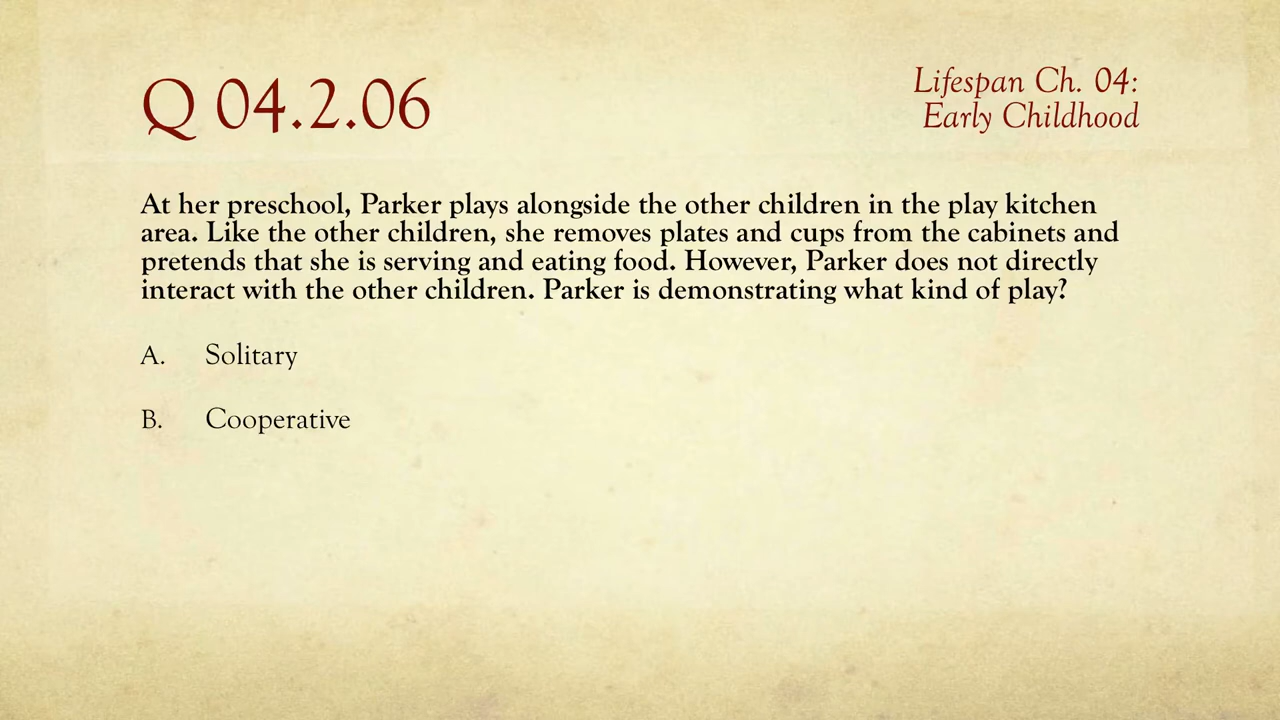 Q 04.2.06
Lifespan Ch. 04:
Early Childhood
At her preschool, Parker plays alongside the other children in the play kitchen
area. Like the other children, she removes plates and cups from the cabinets and
pretends that she is serving and eating food. However, Parker does not directly
interact with the other children. Parker is demonstrating what kind of play?
A. Solitary
B. Cooperative